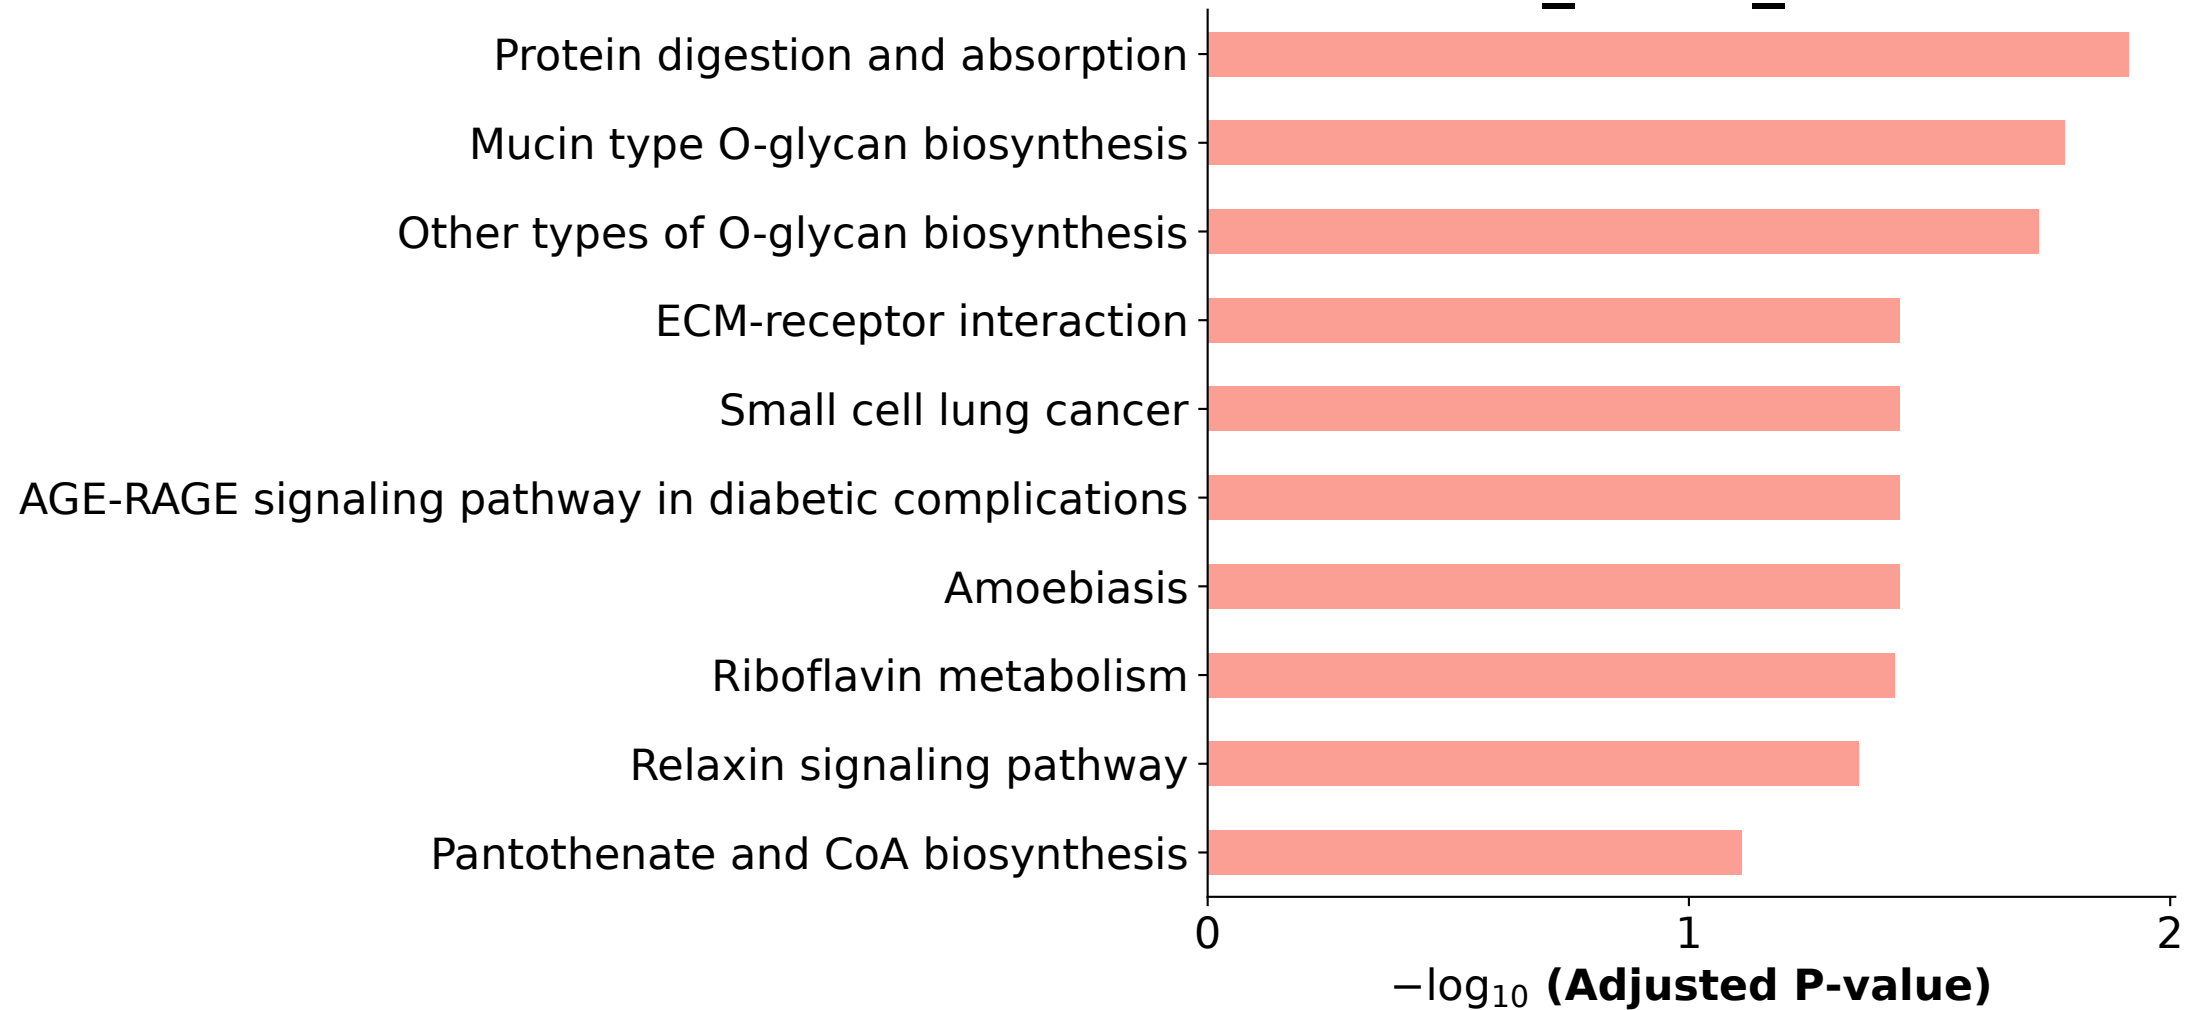 Protein digestion and absorption
Mucin type O-glycan biosynthesis
Other types of O-glycan biosynthesis
ECM-receptor interaction
Small cell lung cancer
AGE-RAGE signaling pathway in diabetic complications
Amoebiasis
Riboflavin metabolism
Relaxin signaling pathway
Pantothenate and CoA biosynthesis
0 1 2
−log₁₀ (Adjusted P-value)